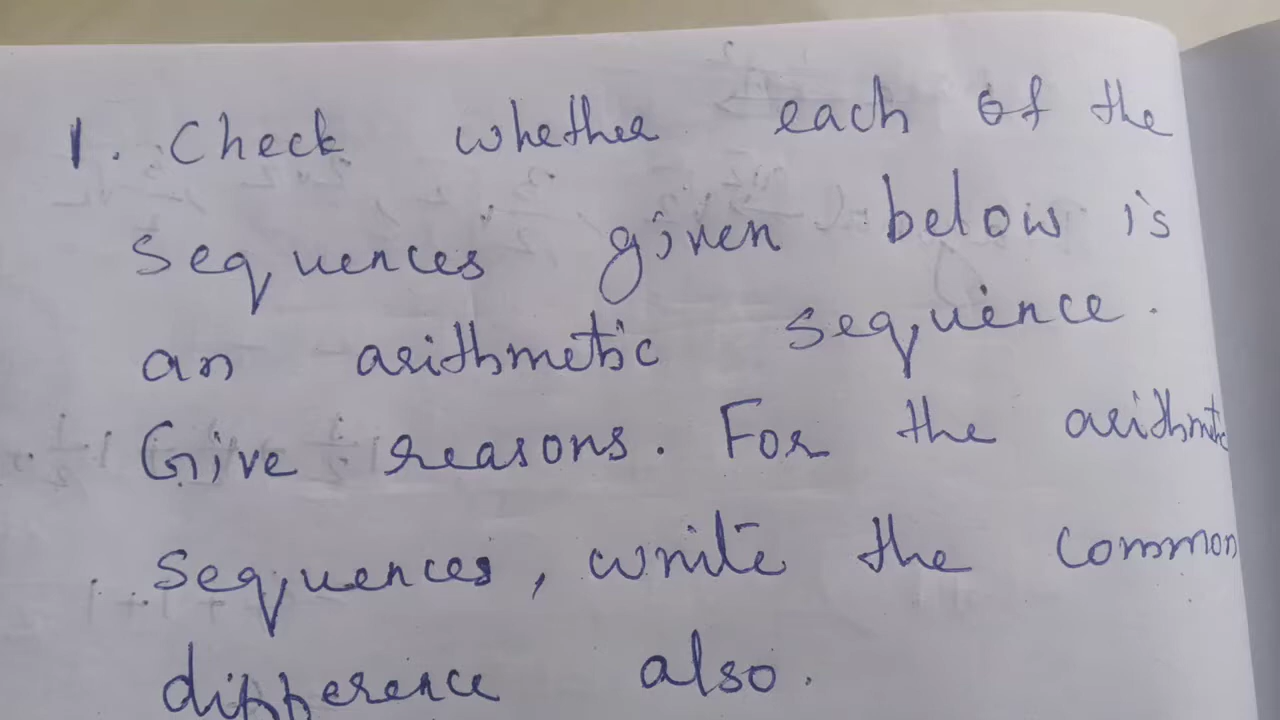 1. Check whether each of the
sequences given below is
an arithmetic sequence.
Give reasons. For the arithmetic
sequences, write the common
difference also.